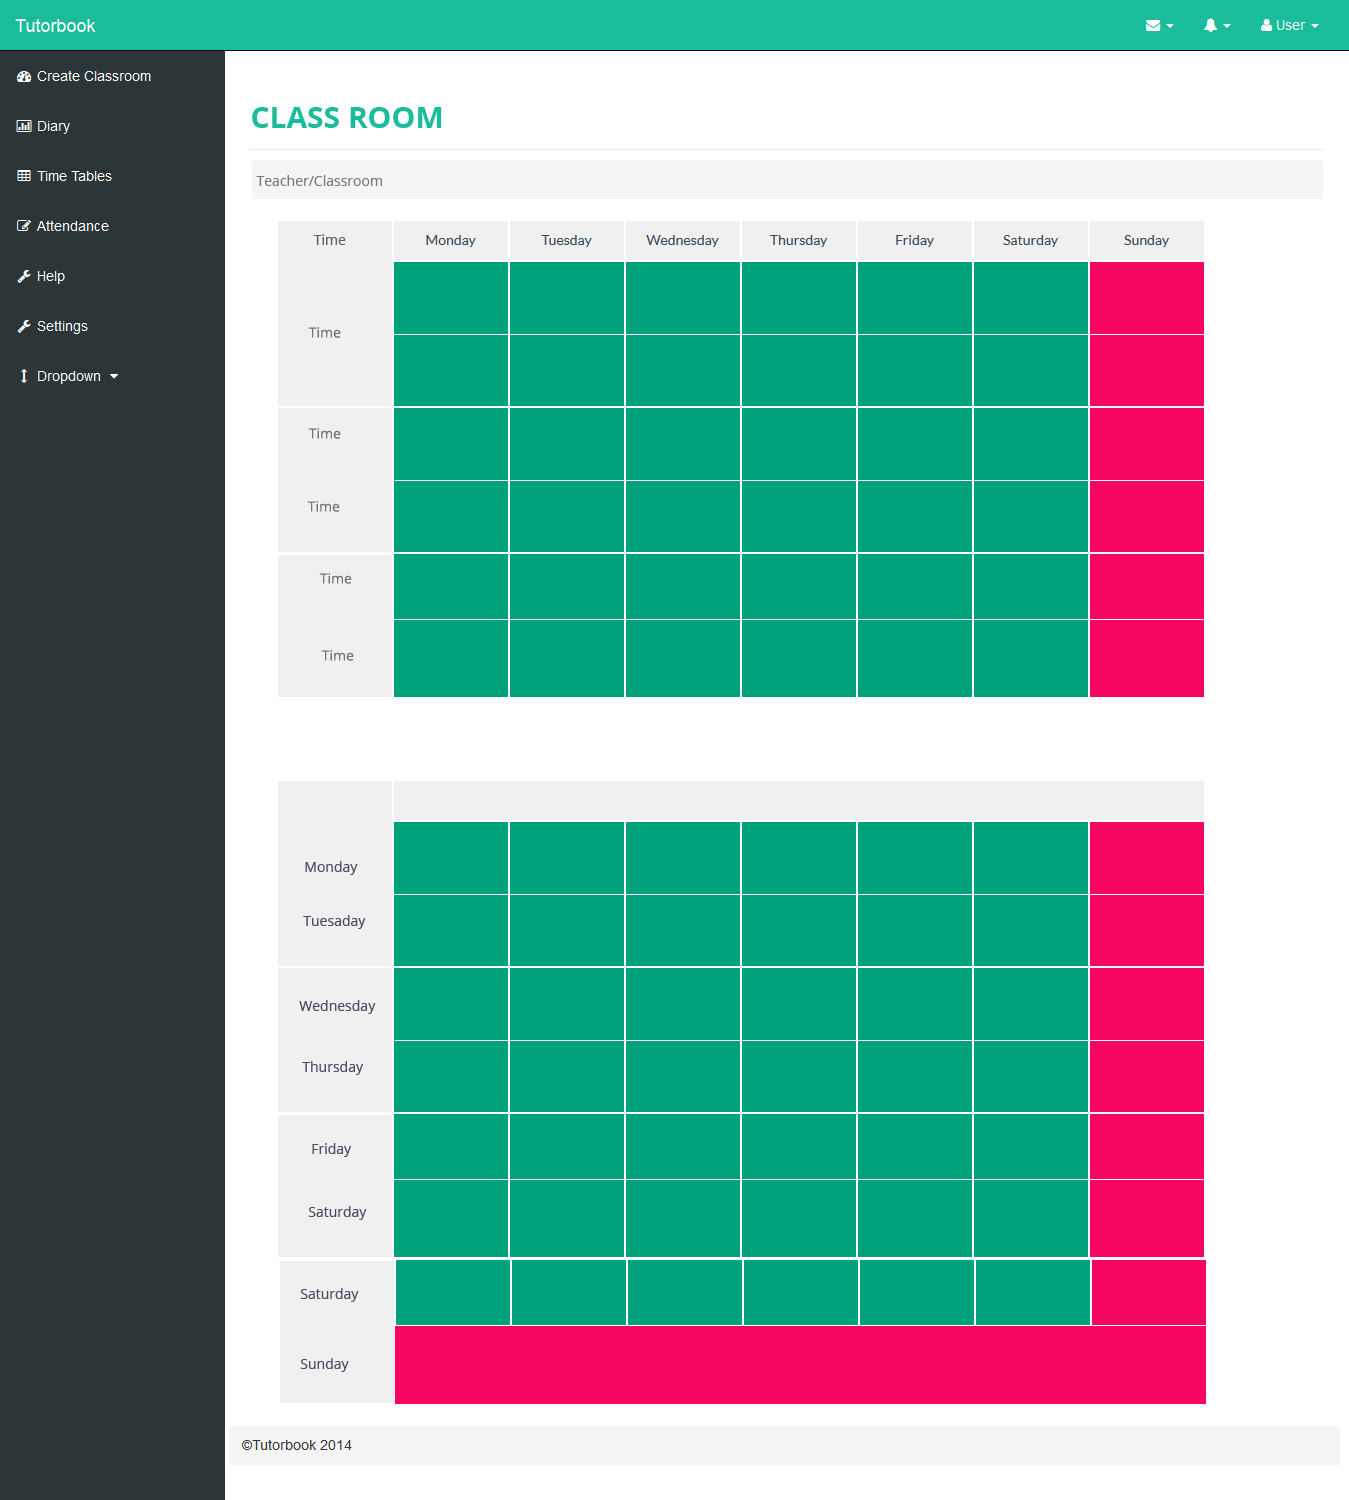 Tutorbook
User
Create Classroom
Diary
Time Tables
Attendance
Help
Settings
Dropdown
CLASS ROOM
Teacher/Classroom
Time Monday Tuesday Wednesday Thursday Friday Saturday Sunday
Time
Time
Time
Time
Time
Monday
Tuesaday
Wednesday
Thursday
Friday
Saturday
Saturday
Sunday
©Tutorbook 2014